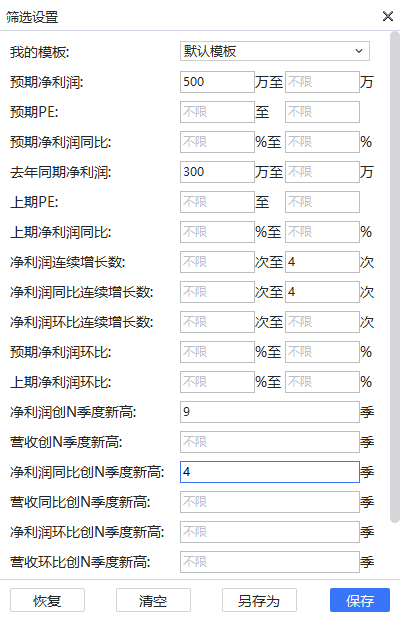 筛选设置
我的模板: 默认模板
预期净利润: 500 万至 不限 万
预期PE: 不限 至 不限
预期净利润同比: 不限 %至 不限 %
去年同期净利润: 300 万至 不限 万
上期PE: 不限 至 不限
上期净利润同比: 不限 %至 不限 %
净利润连续增长数: 不限 次至 4 次
净利润同比连续增长数: 不限 次至 4 次
净利润环比连续增长数: 不限 次至 不限 次
预期净利润环比: 不限 %至 不限 %
上期净利润环比: 不限 %至 不限 %
净利润创N季度新高: 9 季
营收创N季度新高: 不限 季
净利润同比创N季度新高: 4 季
营收同比创N季度新高: 不限 季
净利润环比创N季度新高: 不限 季
营收环比创N季度新高: 不限 季
恢复 清空 另存为 保存